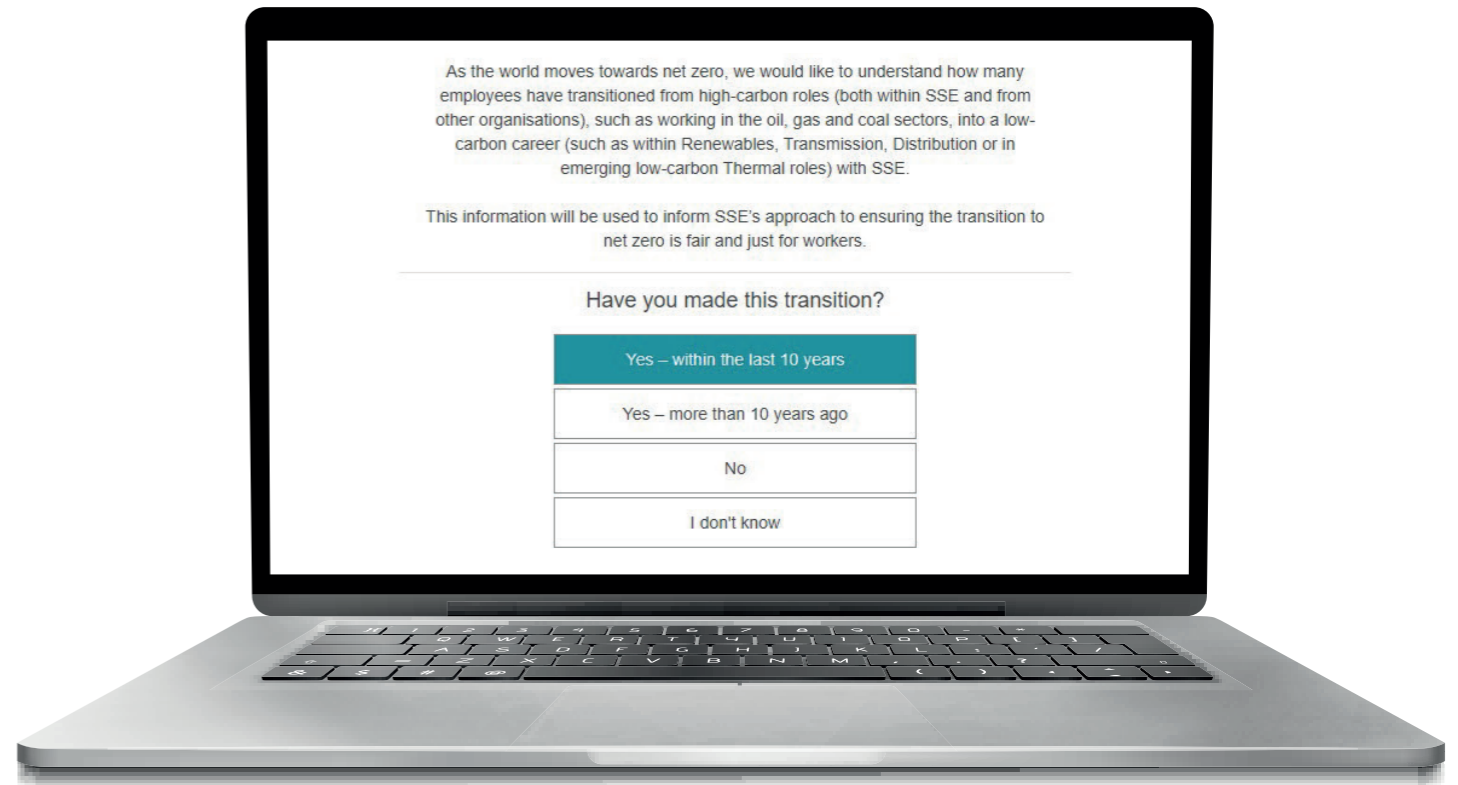 As the world moves towards net zero, we would like to understand how many
employees have transitioned from high-carbon roles (both within SSE and from
other organisations), such as working in the oil, gas and coal sectors, into a low-
carbon career (such as within Renewables, Transmission, Distribution or in
emerging low-carbon Thermal roles) with SSE.
This information will be used to inform SSE's approach to ensuring the transition to
net zero is fair and just for workers.
Have you made this transition?
Yes – within the last 10 years
Yes – more than 10 years ago
No
I don't know